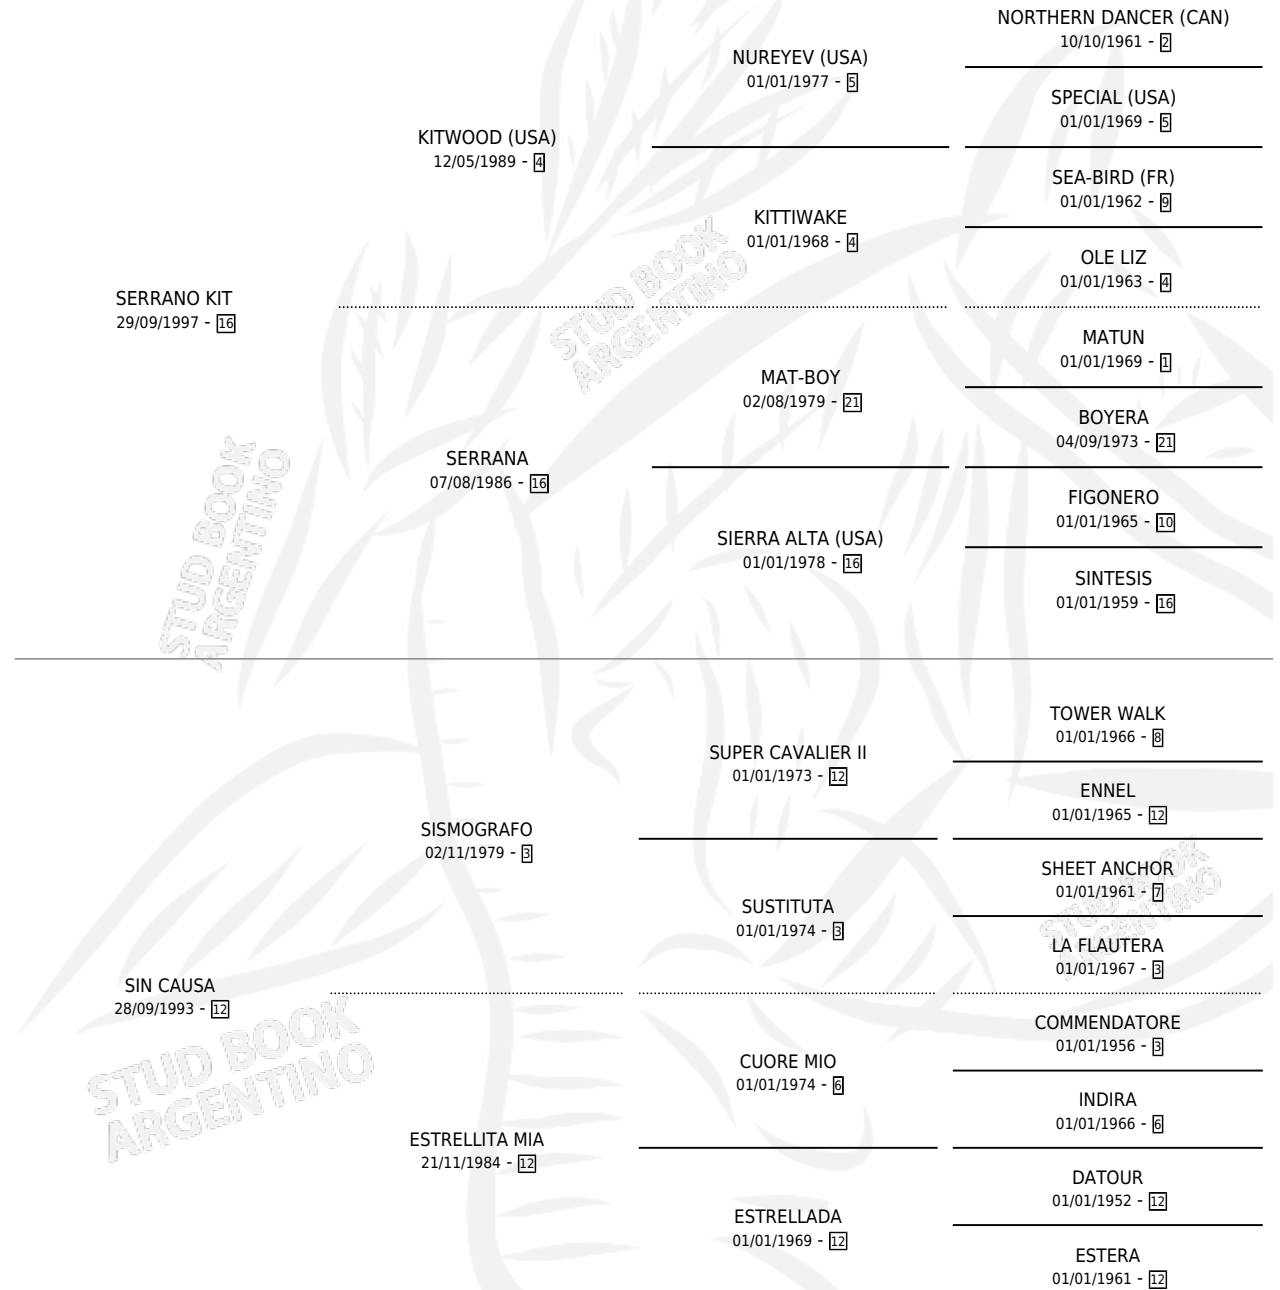 NORTHERN DANCER (CAN)
10/10/1961 - 2
NUREYEV (USA)
01/01/1977 - 5
SPECIAL (USA)
01/01/1969 - 5
KITWOOD (USA)
12/05/1989 - 4
SEA-BIRD (FR)
01/01/1962 - 9
KITTIWAKE
01/01/1968 - 4
OLE LIZ
01/01/1963 - 4
SERRANO KIT
29/09/1997 - 16
STUD BOOK
ARGENTINO
MATUN
01/01/1969 - 1
MAT-BOY
02/08/1979 - 21
BOYERA
04/09/1973 - 21
SERRANA
07/08/1986 - 16
FIGONERO
01/01/1965 - 10
SIERRA ALTA (USA)
01/01/1978 - 16
SINTESIS
01/01/1959 - 16
STUD BOOK
ARGENTINO
TOWER WALK
01/01/1966 - 8
SUPER CAVALIER II
01/01/1973 - 12
ENNEL
01/01/1965 - 12
SISMOGRAFO
02/11/1979 - 3
SHEET ANCHOR
01/01/1961 - 7
SUSTITUTA
01/01/1974 - 3
STUD BOOK
ARGENTINO
LA FLAUTERA
01/01/1967 - 3
SIN CAUSA
28/09/1993 - 12
COMMENDATORE
01/01/1956 - 3
CUORE MIO
01/01/1974 - 6
STUD BOOK
ARGENTINO
INDIRA
01/01/1966 - 6
ESTRELLITA MIA
21/11/1984 - 12
DATOUR
01/01/1952 - 12
ESTRELLADA
01/01/1969 - 12
ESTERA
01/01/1961 - 12